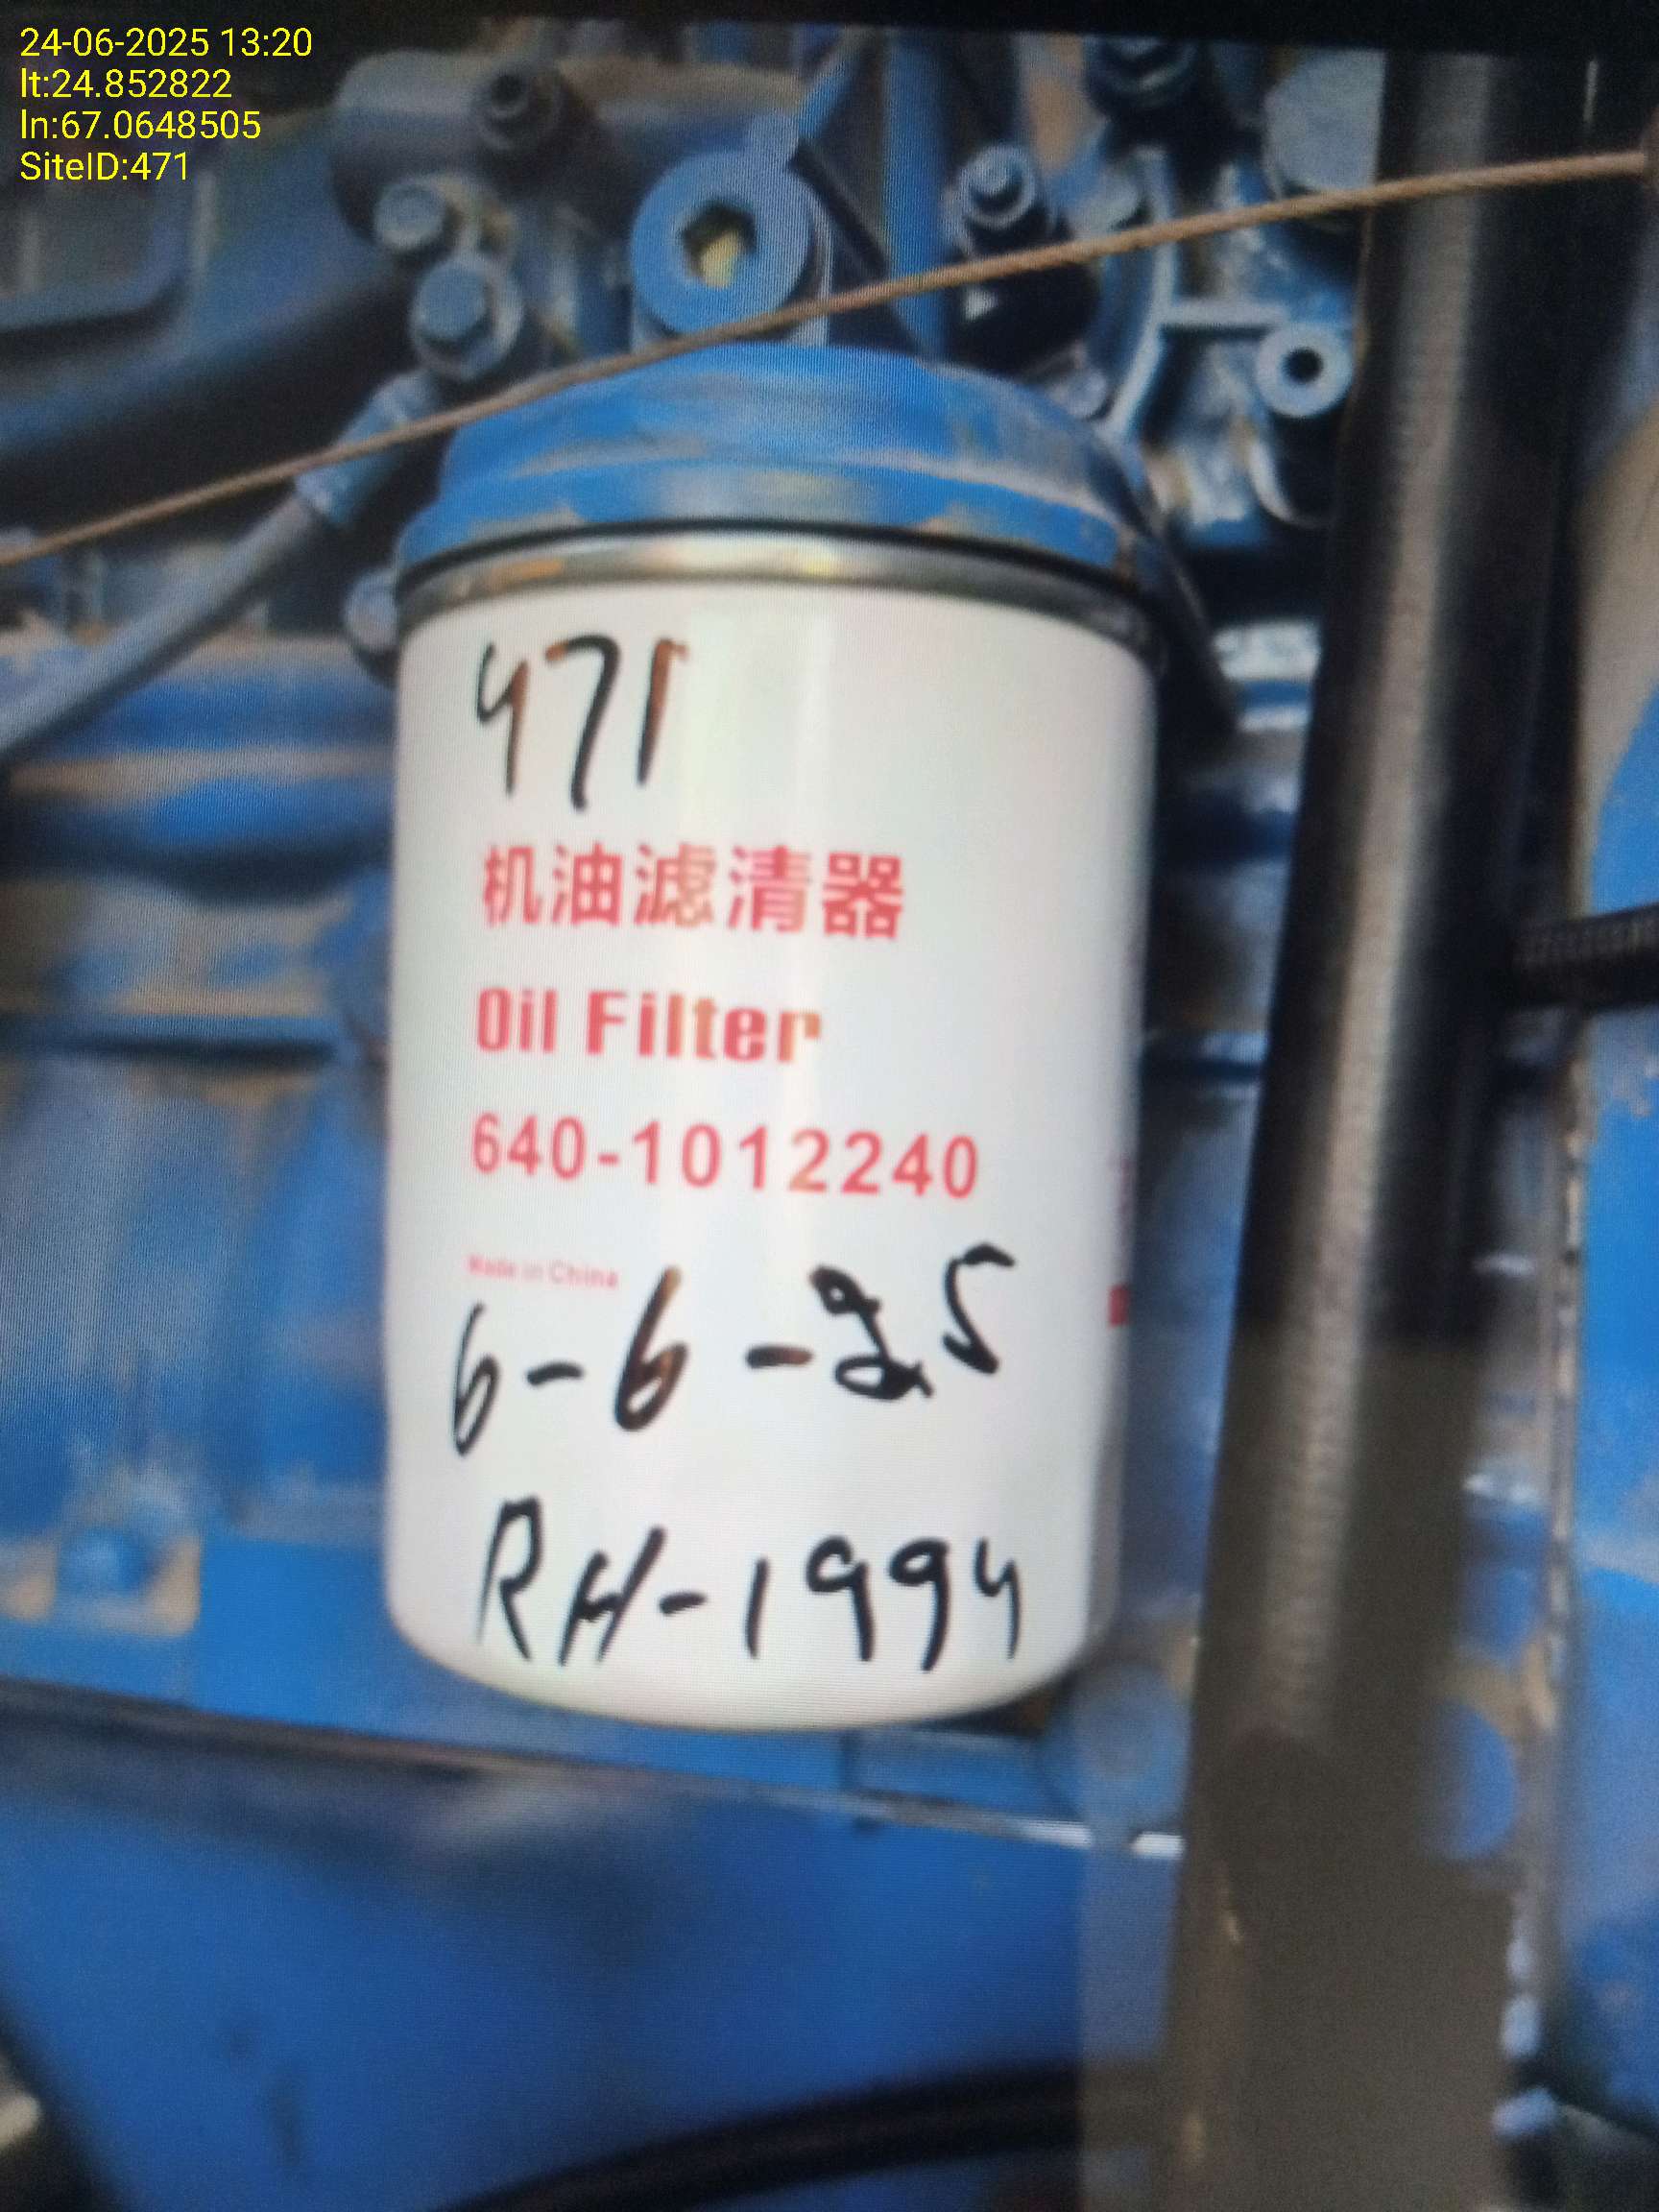 24-06-2025 13:20
lt:24.852822
ln:67.0648505
SiteID:471
471
机油滤清器
Oil Filter
640-1012240
Made in China
6-6-25
RH-1994